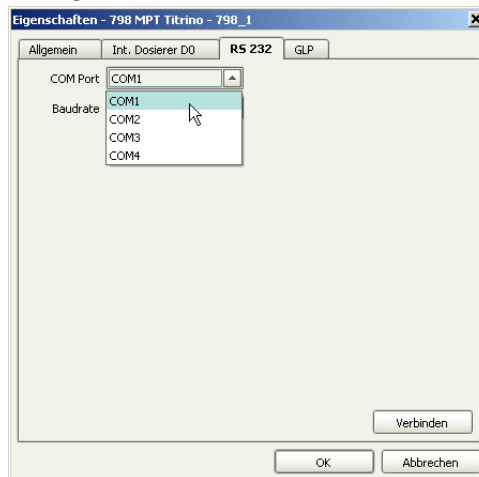 Eigenschaften - 798 MPT Titrino - 798_1
Allgemein Int. Dosierer D0 RS 232 GLP
COM Port COM1
Baudrate
COM1
COM2
COM3
COM4
Verbinden
OK Abbrechen